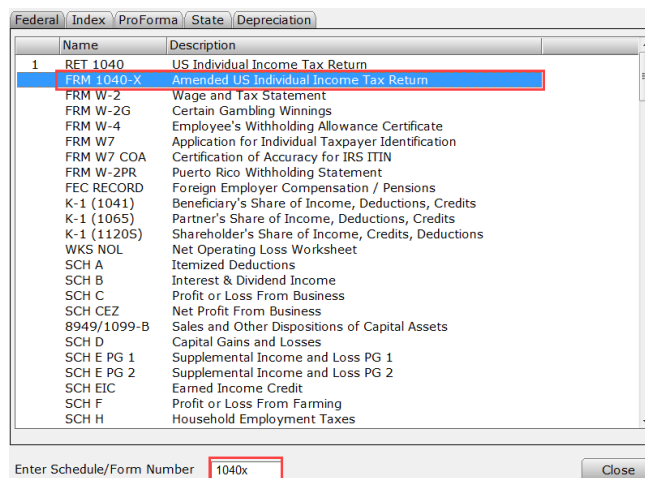 Federal Index ProForma State Depreciation
Name Description
1 RET 1040 US Individual Income Tax Return
FRM 1040-X Amended US Individual Income Tax Return
FRM W-2 Wage and Tax Statement
FRM W-2G Certain Gambling Winnings
FRM W-4 Employee's Withholding Allowance Certificate
FRM W7 Application for Individual Taxpayer Identification
FRM W7 COA Certification of Accuracy for IRS ITIN
FRM W-2PR Puerto Rico Withholding Statement
FEC RECORD Foreign Employer Compensation / Pensions
K-1 (1041) Beneficiary's Share of Income, Deductions, Credits
K-1 (1065) Partner's Share of Income, Deductions, Credits
K-1 (1120S) Shareholder's Share of Income, Credits, Deductions
WKS NOL Net Operating Loss Worksheet
SCH A Itemized Deductions
SCH B Interest & Dividend Income
SCH C Profit or Loss From Business
SCH CEZ Net Profit From Business
8949/1099-B Sales and Other Dispositions of Capital Assets
SCH D Capital Gains and Losses
SCH E PG 1 Supplemental Income and Loss PG 1
SCH E PG 2 Supplemental Income and Loss PG 2
SCH EIC Earned Income Credit
SCH F Profit or Loss From Farming
SCH H Household Employment Taxes
Enter Schedule/Form Number 1040x Close